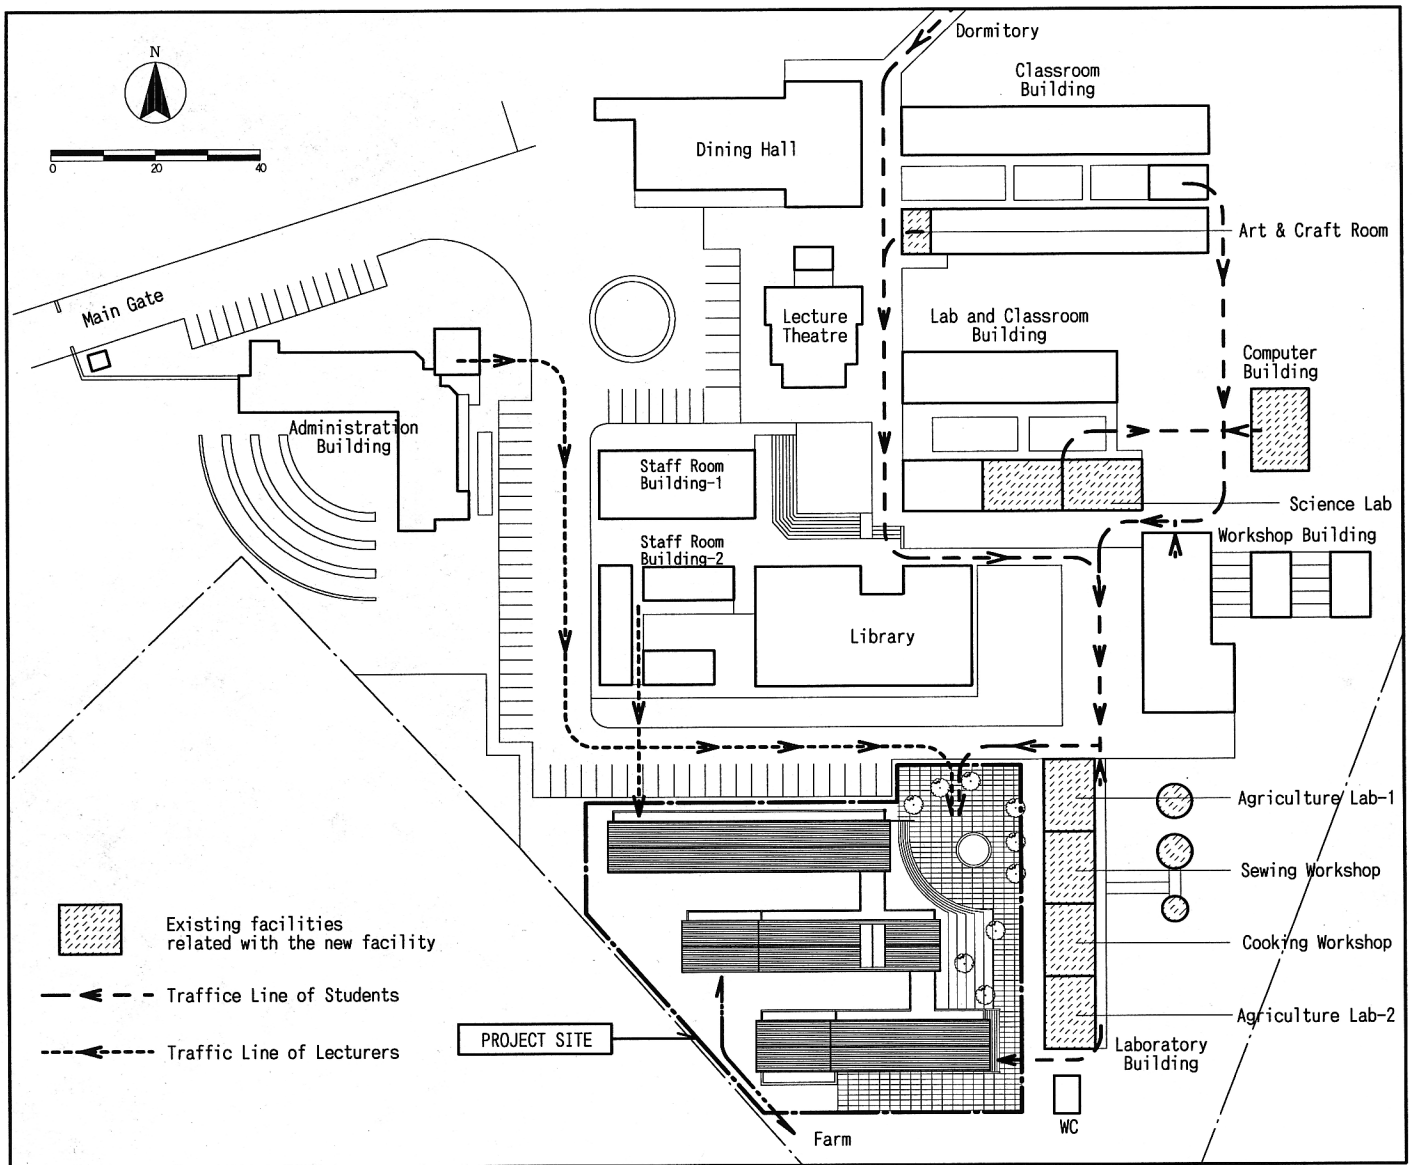 Dormitory
N
Classroom
Building
Dining Hall
0 20 40
Art & Craft Room
Main Gate
Lecture
Theatre
Lab and Classroom
Building
Computer
Building
Administration
Building
Staff Room
Building-1
Science Lab
Workshop Building
Staff Room
Building-2
Library
Agriculture Lab-1
Sewing Workshop
Existing facilities
related with the new facility
Cooking Workshop
Traffice Line of Students
Agriculture Lab-2
PROJECT SITE
Traffic Line of Lecturers
Laboratory
Building
WC
Farm